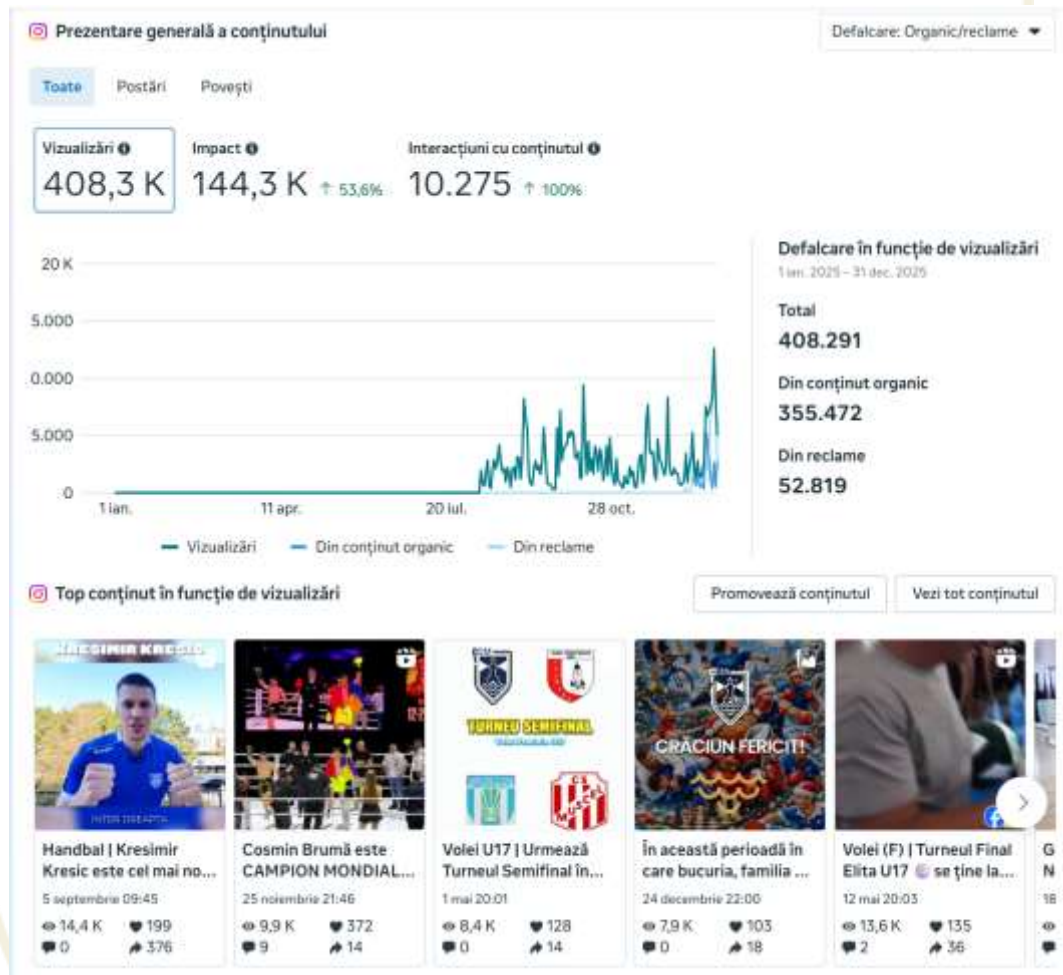 Prezentare generală a conținutului
Defalcare: Organic/reclame
Toate Postări Povești
Vizualizări Impact Interacțiuni cu conținutul
408,3 K 144,3 K ↑ 53,6% 10.275 ↑ 100%
Defalcare în funcție de vizualizări
1 ian. 2025 – 31 dec. 2025
Total
408.291
Din conținut organic
355.472
Din reclame
52.819
20 K
5.000
0.000
5.000
0
1 ian. 11 apr. 20 iul. 28 oct.
Vizualizări Din conținut organic Din reclame
Top conținut în funcție de vizualizări
Promovează conținutul Vezi tot conținutul
KRESIMIR KRESIC
INTER DREAPTA
TURNEU SEMIFINAL
CS
MUSCEL
CRĂCIUN FERICIT!
Handbal | Kresimir
Kresic este cel mai no...
5 septembrie 09:45
14,4 K 199
0 376
Cosmin Brumă este
CAMPION MONDIAL...
25 noiembrie 21:46
9,9 K 372
9 14
Volei U17 | Urmează
Turneul Semifinal în...
1 mai 20:01
8,4 K 128
0 14
În această perioadă în
care bucuria, familia ...
24 decembrie 22:00
7,9 K 103
0 18
Volei (F) | Turneul Final
Elita U17 se ține la...
12 mai 20:03
13,6 K 135
2 36
G
N
18